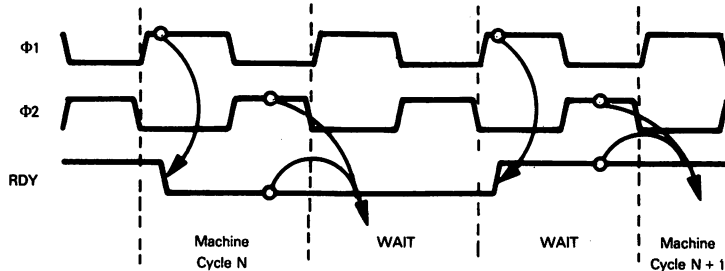 Φ1
Φ2
RDY
Machine
Cycle N
WAIT
WAIT
Machine
Cycle N + 1